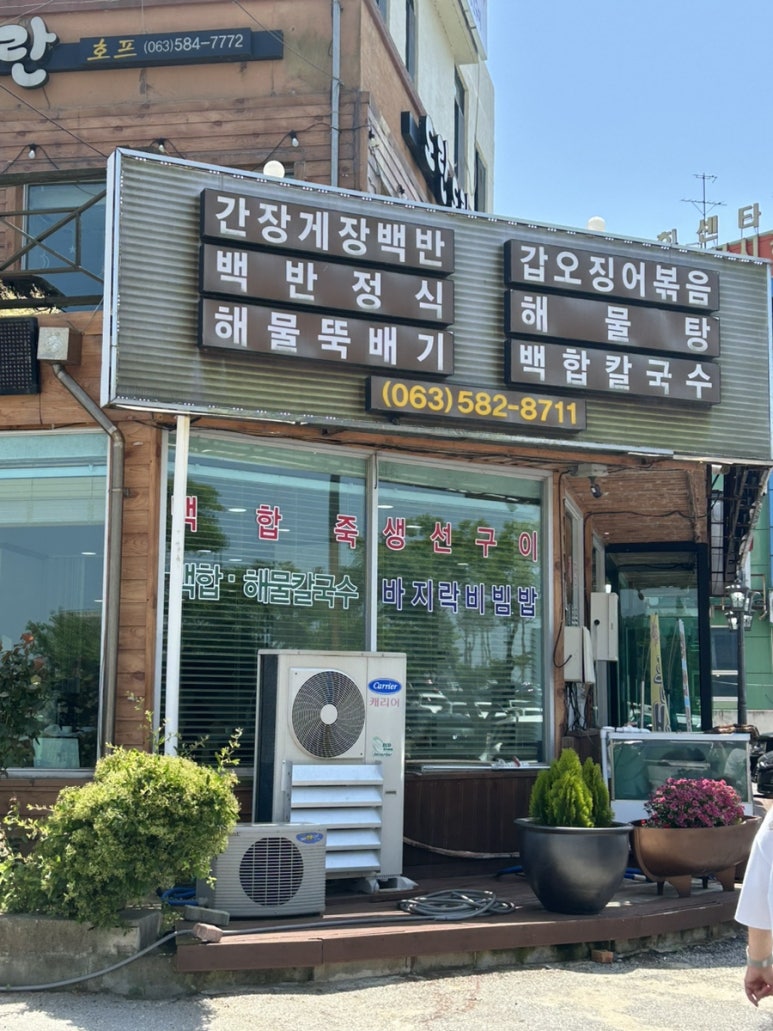 란 호프 (063)584-7772
간장게장백반
백반정식
해물뚝배기
갑오징어볶음
해물탕
백합칼국수
(063)582-8711
백합죽 생선구이
백합·해물칼국수 바지락비빔밥
Carrier
캐리어
센타